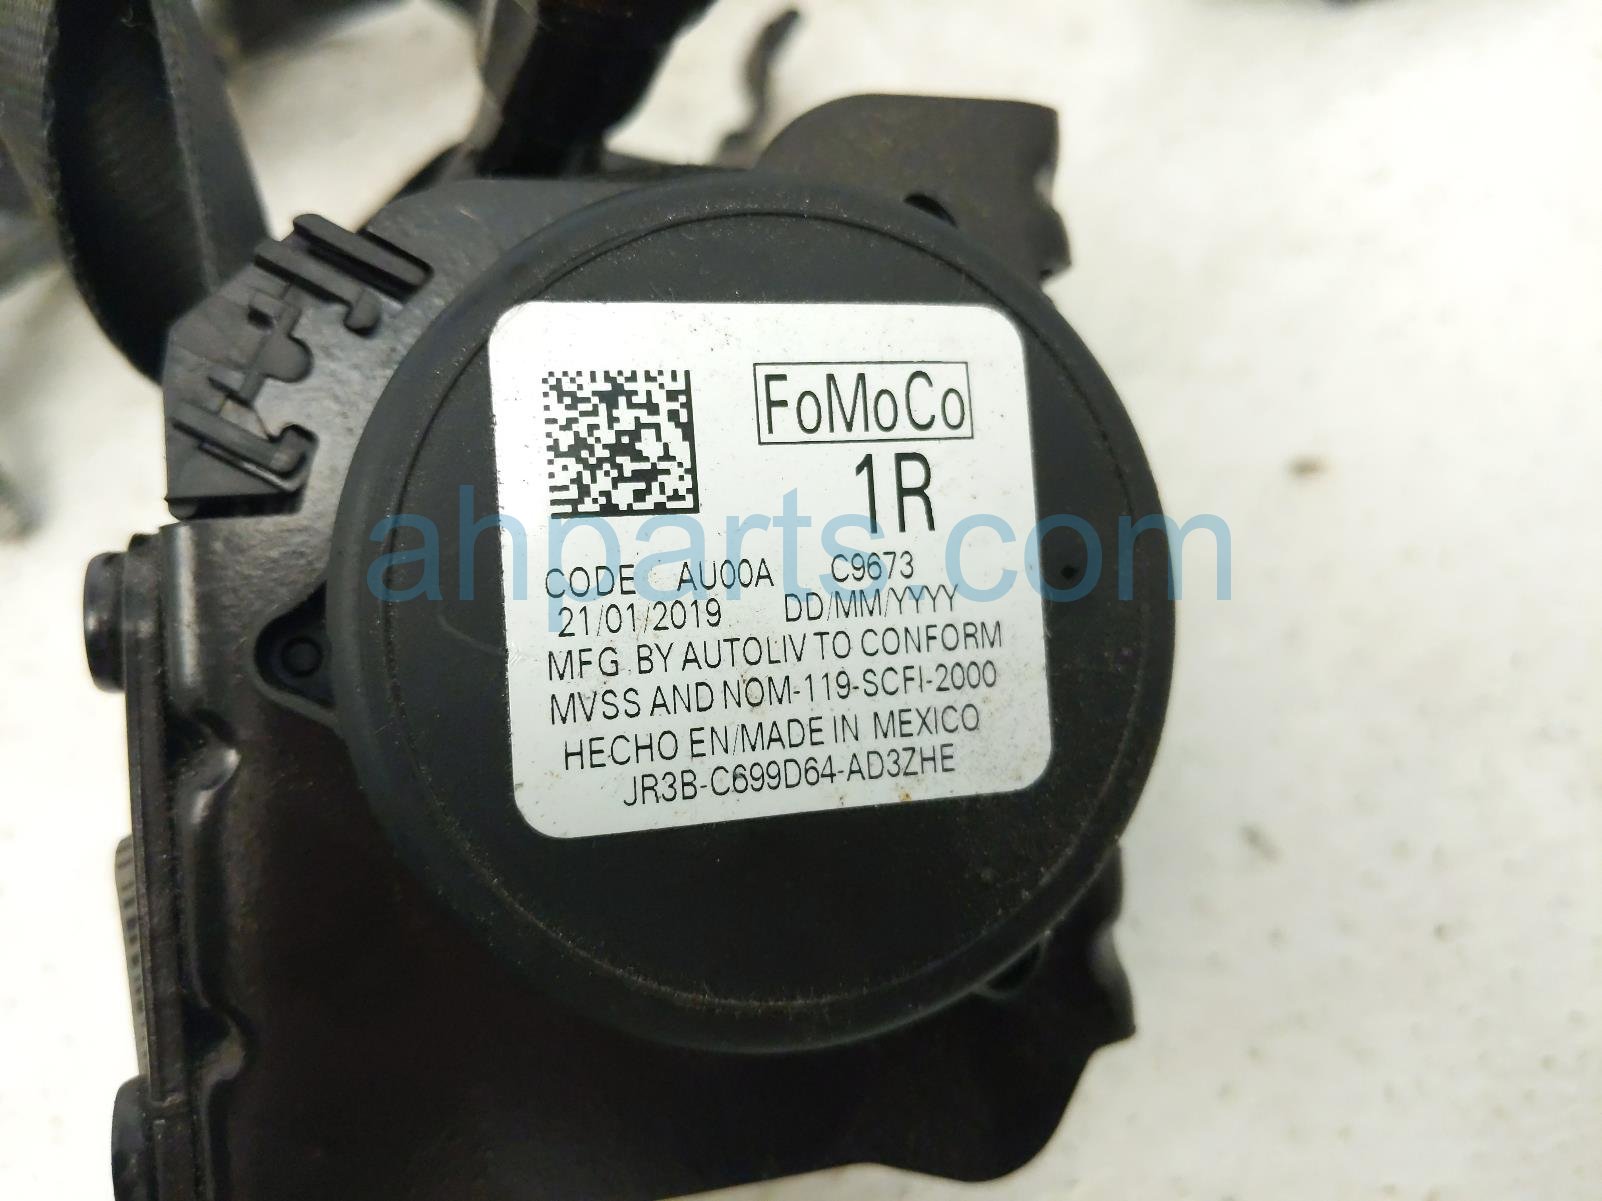 FoMoCo
1R
CODE AU00A C9673
21/01/2019 DD/MM/YYYY
MFG. BY AUTOLIV TO CONFORM
MVSS AND NOM-119-SCFI-2000
HECHO EN/MADE IN MEXICO
JR3B-C699D64-AD3ZHE
ahparts.com